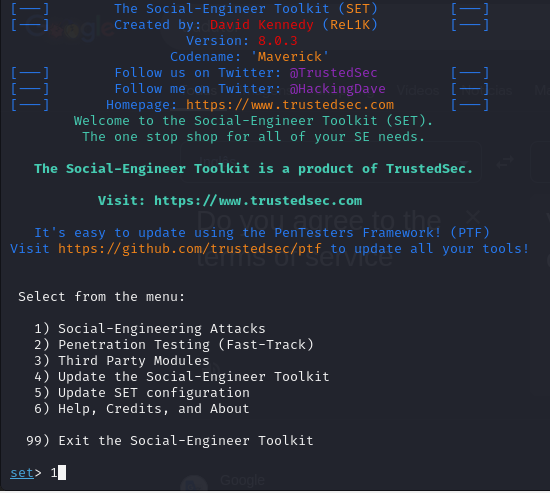 [---] The Social-Engineer Toolkit (SET) [---]
[---] Created by: David Kennedy (ReL1K) [---]
Version: 8.0.3
Codename: 'Maverick'
[---] Follow us on Twitter: @TrustedSec [---]
[---] Follow me on Twitter: @HackingDave [---]
[---] Homepage: https://www.trustedsec.com [---]
Welcome to the Social-Engineer Toolkit (SET).
The one stop shop for all of your SE needs.
The Social-Engineer Toolkit is a product of TrustedSec.
Visit: https://www.trustedsec.com
It's easy to update using the PenTesters Framework! (PTF)
Visit https://github.com/trustedsec/ptf to update all your tools!
Select from the menu:
1) Social-Engineering Attacks
2) Penetration Testing (Fast-Track)
3) Third Party Modules
4) Update the Social-Engineer Toolkit
5) Update SET configuration
6) Help, Credits, and About
99) Exit the Social-Engineer Toolkit
set> 1
Google
Videos
Do you agree to the
terms of service
Google